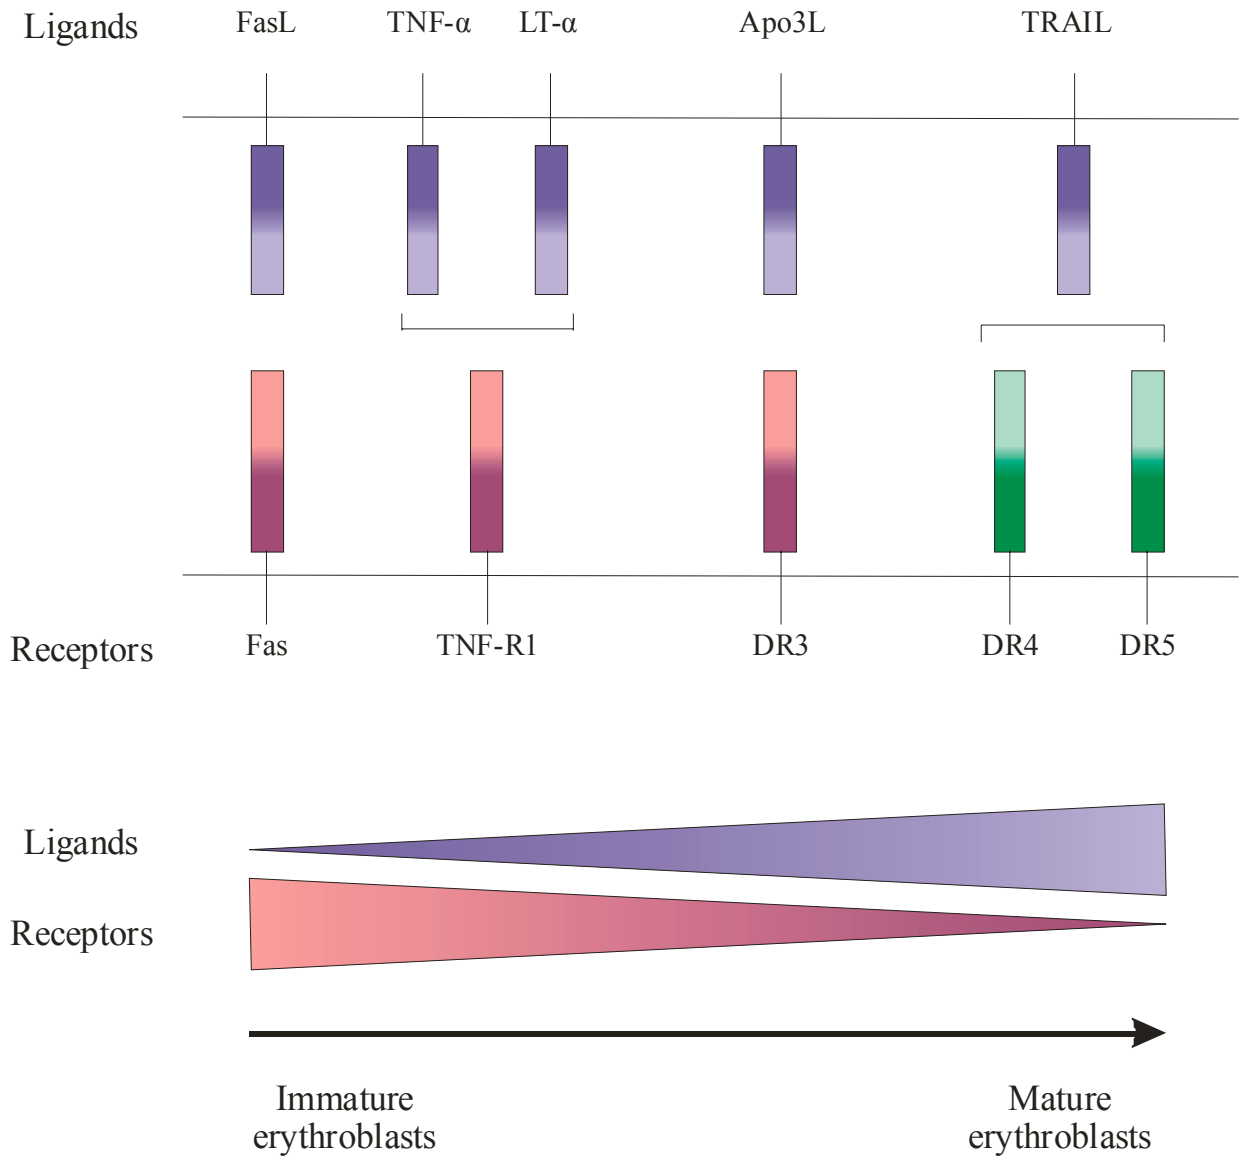 Ligands FasL TNF-α LT-α Apo3L TRAIL
Receptors Fas TNF-R1 DR3 DR4 DR5
Ligands
Receptors
Immature
erythroblasts
Mature
erythroblasts